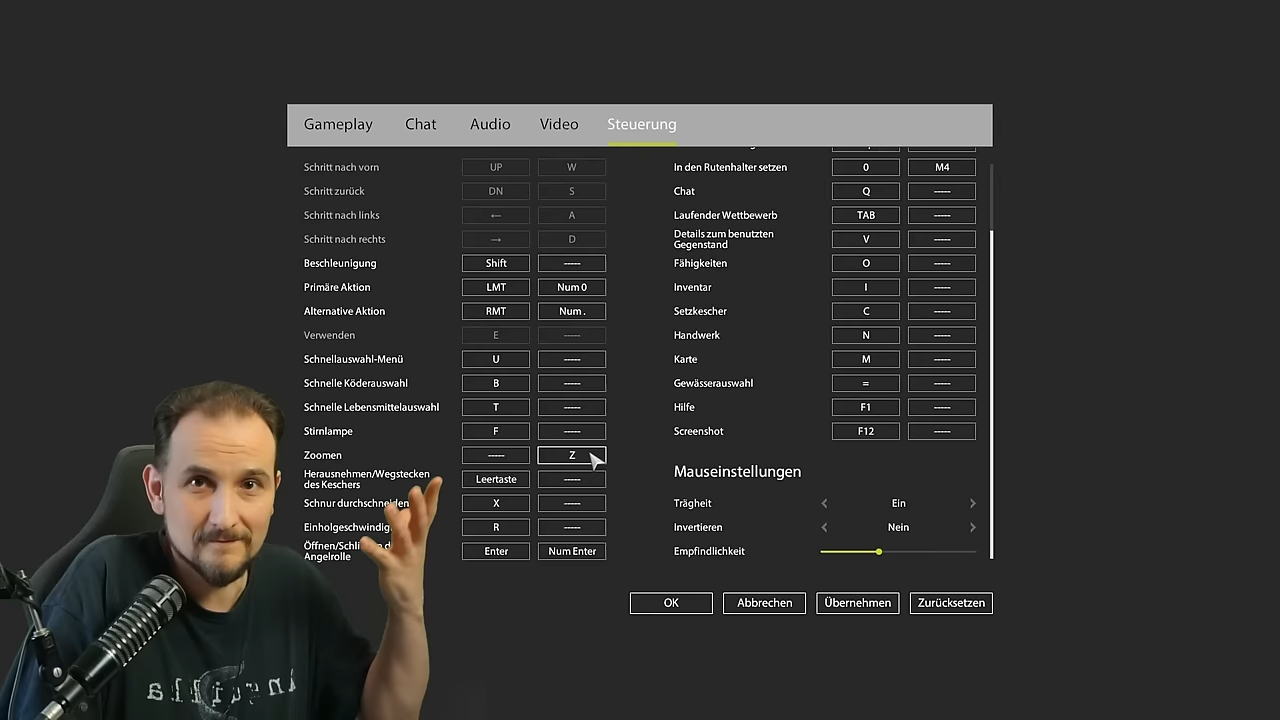 Gameplay Chat Audio Video Steuerung
Schritt nach vorn UP W
Schritt zurück DN S
Schritt nach links ← A
Schritt nach rechts → D
Beschleunigung Shift -----
Primäre Aktion LMT Num 0
Alternative Aktion RMT Num .
Verwenden E -----
Schnellauswahl-Menü U -----
Schnelle Köderauswahl B -----
Schnelle Lebensmittelauswahl T -----
Stirnlampe F -----
Zoomen ----- Z
Herausnehmen/Wegstecken
des Keschers Leertaste -----
Schnur durchschneiden X -----
R -----
Angelrolle Enter Num Enter
In den Rutenhalter setzen 0 M4
Chat Q -----
Laufender Wettbewerb TAB -----
Details zum benutzten
Gegenstand V -----
Fähigkeiten O -----
Inventar I -----
Setzkescher C -----
Handwerk N -----
Karte M -----
Gewässerauswahl = -----
Hilfe F1 -----
Screenshot F12 -----
Mauseinstellungen
Trägheit Ein
Invertieren Nein
Empfindlichkeit
OK Abbrechen Übernehmen Zurücksetzen